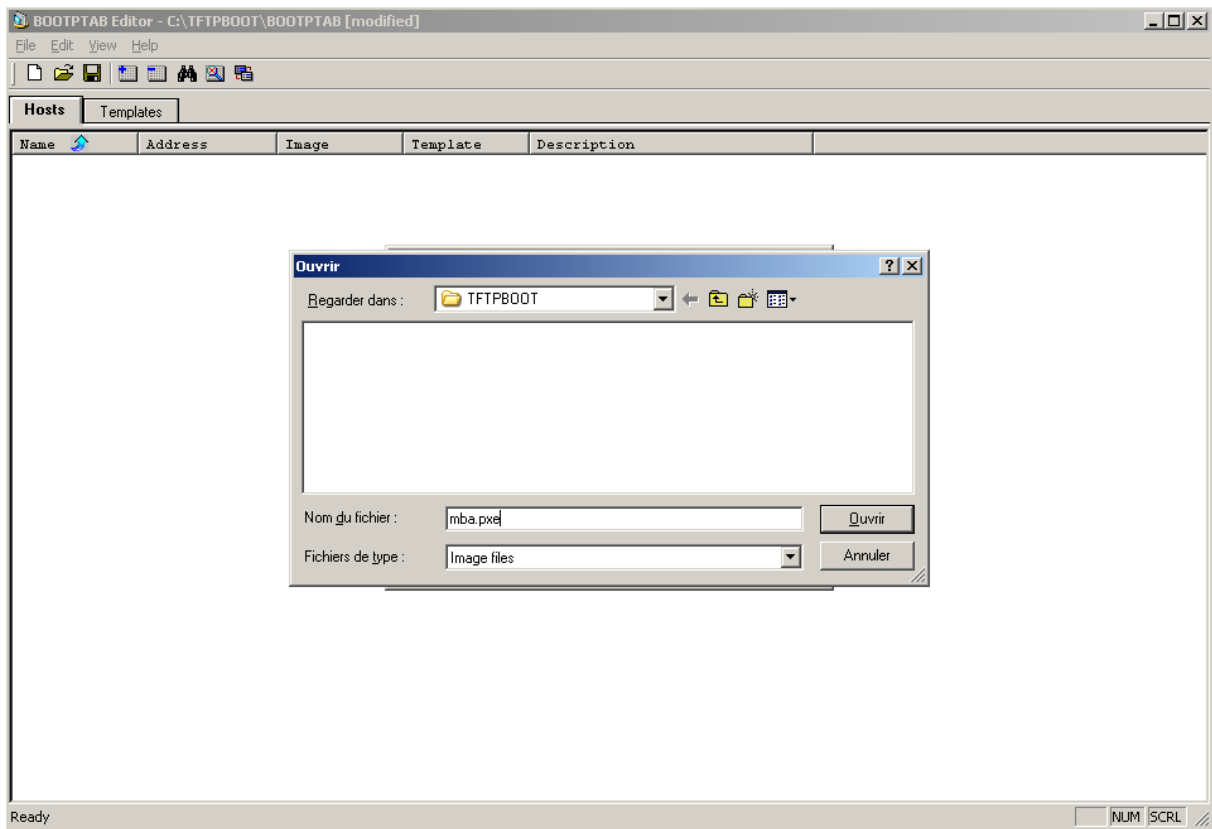 BOOTPTAB Editor - C:\TFTPBOOT\BOOTPTAB [modified]
File Edit View Help
Hosts Templates
Name Address Image Template Description
Ouvrir
Regarder dans : TFTPBOOT
Nom du fichier : mba.pxe Ouvrir
Fichiers de type : Image files Annuler
Ready NUM SCRL